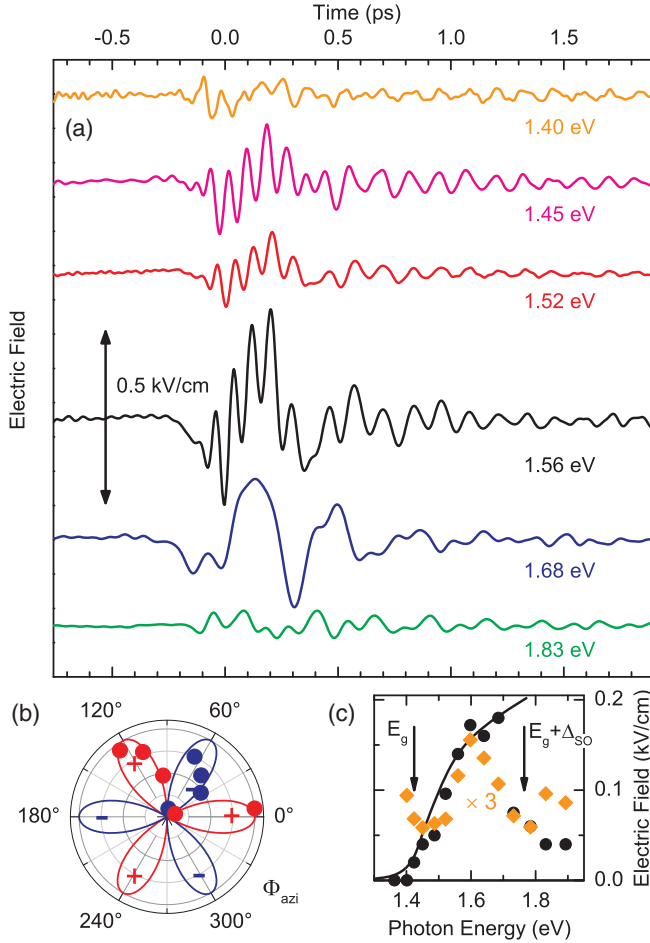 Time (ps)
-0.5 0.0 0.5 1.0 1.5
(a)
1.40 eV
1.45 eV
1.52 eV
Electric Field
0.5 kV/cm
1.56 eV
1.68 eV
1.83 eV
(b)
120° 60°
+ −
180° − + 0°
+ −
240° 300°
Φazi
(c)
Eg
Eg+ΔSO
× 3
0.2
0.1
0.0
Electric Field (kV/cm)
1.4 1.6 1.8
Photon Energy (eV)